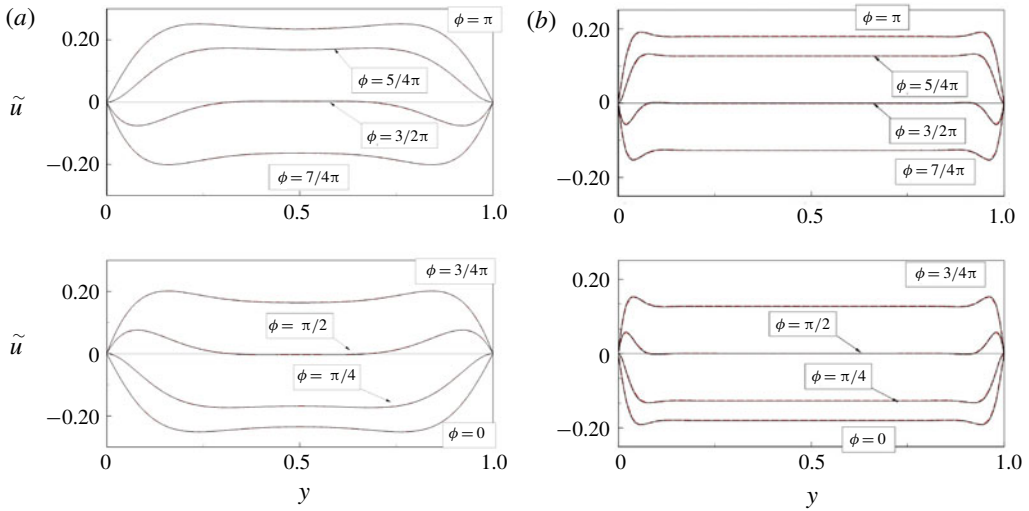 (a)
φ = π
0.20
φ = 5/4π
ũ
0
φ = 3/2π
−0.20
φ = 7/4π
0
0.5
1.0
(b)
φ = π
0.20
φ = 5/4π
0
φ = 3/2π
φ = 7/4π
−0.20
0
0.5
1.0
φ = 3/4π
0.20
φ = π/2
ũ
0
φ = π/4
−0.20
φ = 0
0
0.5
1.0
y
φ = 3/4π
0.20
φ = π/2
0
φ = π/4
−0.20
φ = 0
0
0.5
1.0
y